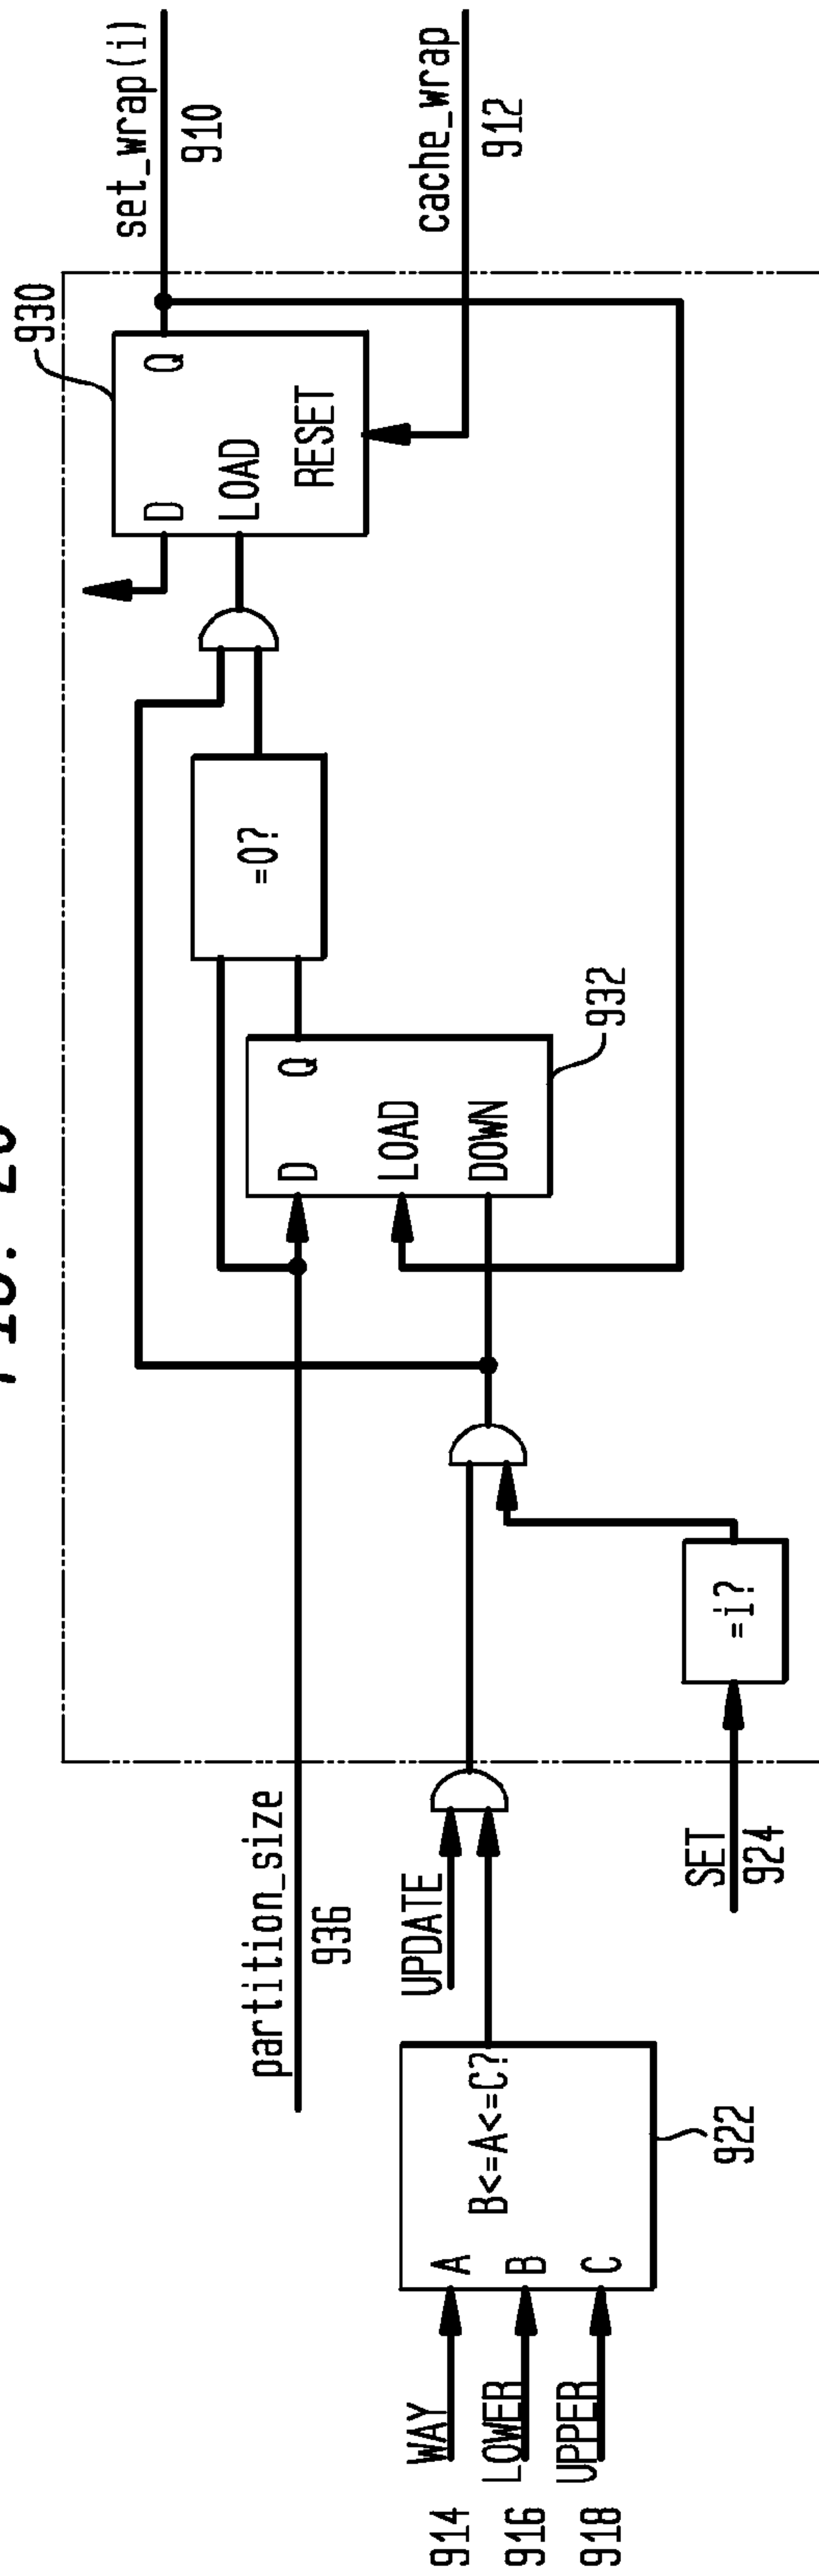 set_wrap(i)
910
cache_wrap
912
930
D
Q
LOAD
RESET
=0?
932
D
Q
LOAD
DOWN
=i?
partition_size
936
UPDATE
SET
924
B<=A<=C?
A
B
C
922
WAY
914
LOWER
916
UPPER
918